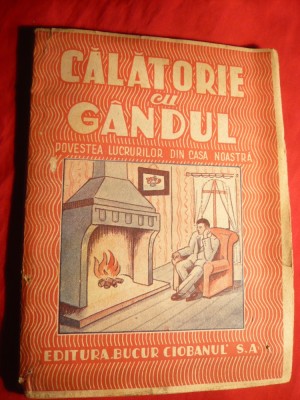 CĂLĂTORIE
cu
GÂNDUL
POVESTEA LUCRURILOR DIN CASA NOASTRĂ
EDITURA „BUCUR CIOBANUL" S.A.